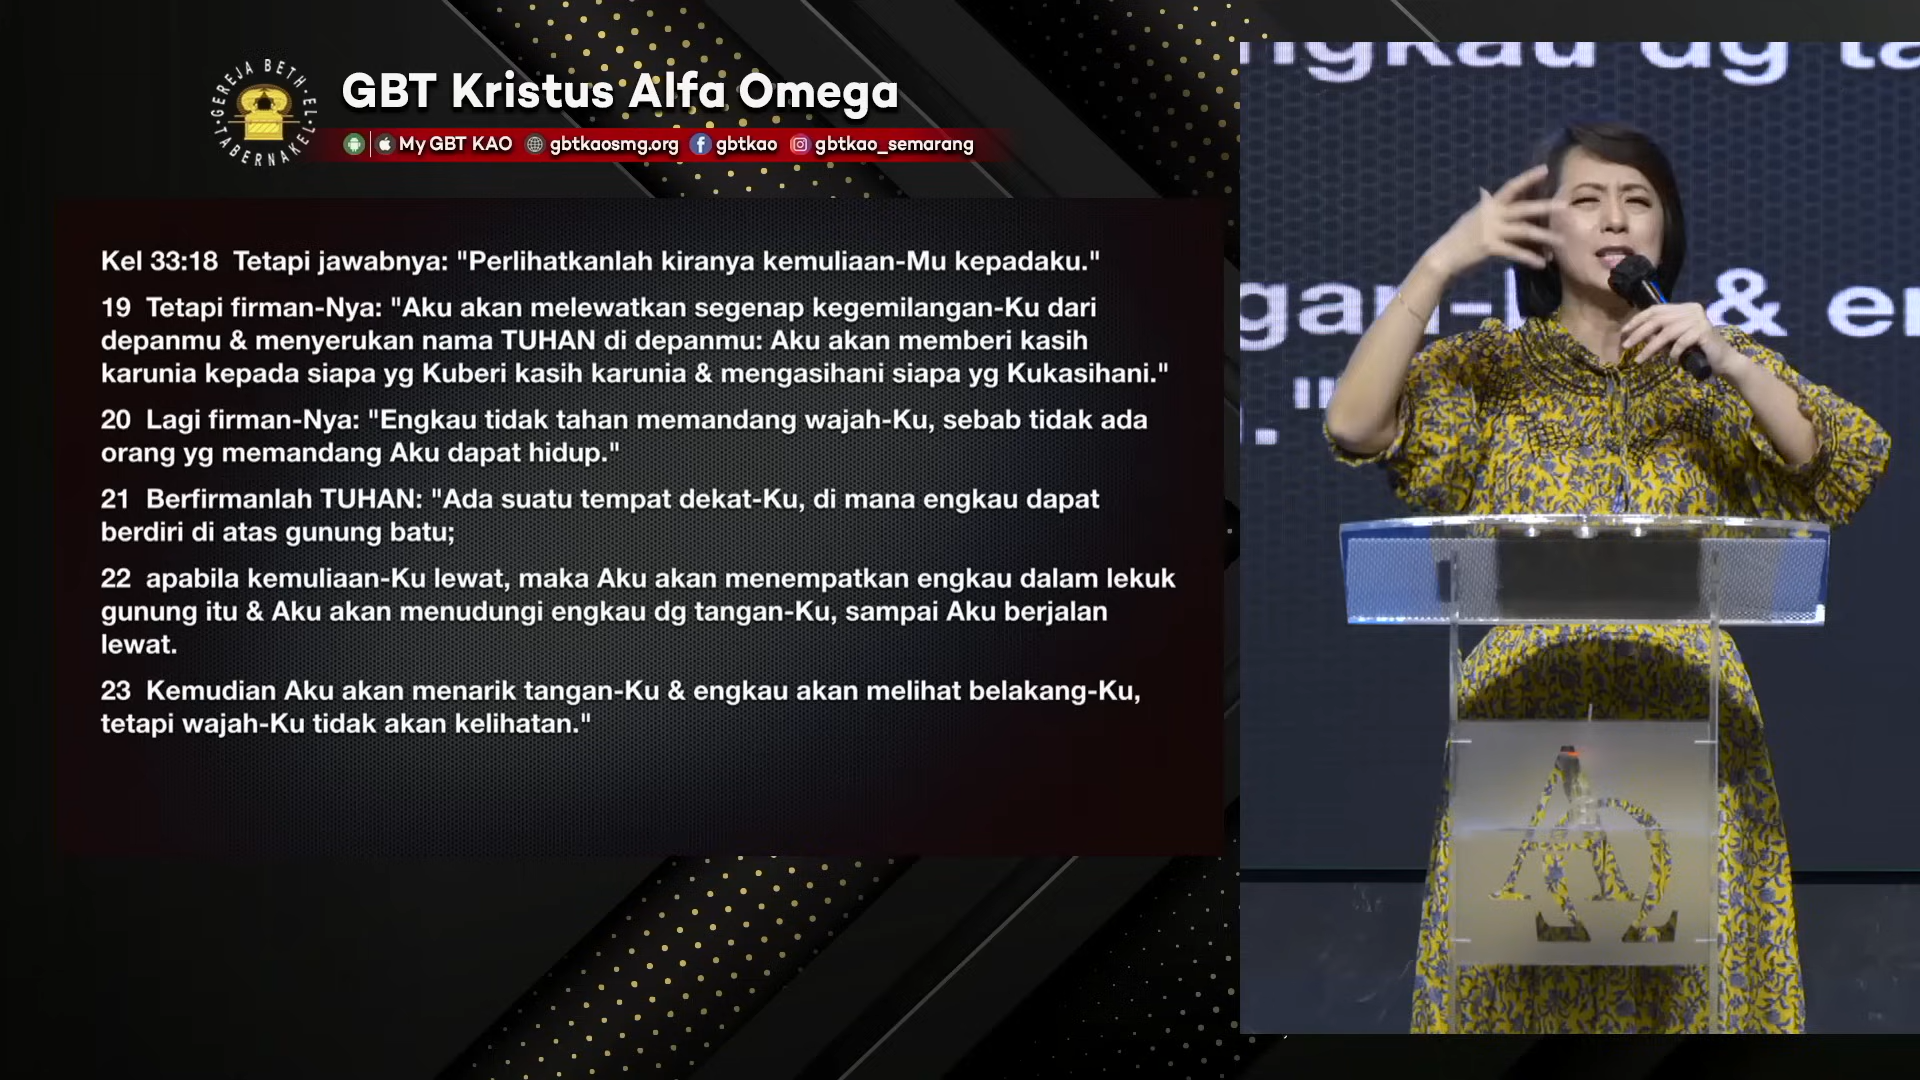 GEREJA BETH-EL TABERNAKEL
GBT Kristus Alfa Omega
My GBT KAO gbtkaosmg.org gbtkao gbtkao_semarang
Kel 33:18 Tetapi jawabnya: "Perlihatkanlah kiranya kemuliaan-Mu kepadaku."
19 Tetapi firman-Nya: "Aku akan melewatkan segenap kegemilangan-Ku dari
depanmu & menyerukan nama TUHAN di depanmu: Aku akan memberi kasih
karunia kepada siapa yg Kuberi kasih karunia & mengasihani siapa yg Kukasihani."
20 Lagi firman-Nya: "Engkau tidak tahan memandang wajah-Ku, sebab tidak ada
orang yg memandang Aku dapat hidup."
21 Berfirmanlah TUHAN: "Ada suatu tempat dekat-Ku, di mana engkau dapat
berdiri di atas gunung batu;
22 apabila kemuliaan-Ku lewat, maka Aku akan menempatkan engkau dalam lekuk
gunung itu & Aku akan menudungi engkau dg tangan-Ku, sampai Aku berjalan
lewat.
23 Kemudian Aku akan menarik tangan-Ku & engkau akan melihat belakang-Ku,
tetapi wajah-Ku tidak akan kelihatan."
ngkau dg ta
gan- & en
."
ΑΩ